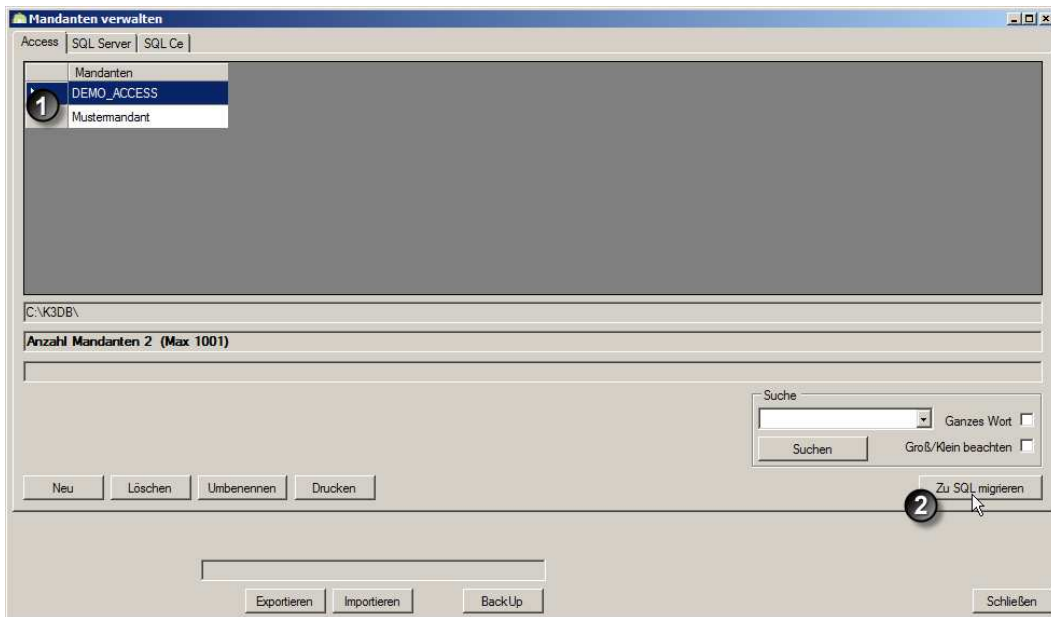 Mandanten verwalten
Access SQL Server SQL Ce
Mandanten
DEMO_ACCESS
1
Mustermandant
C:\K3DB\
Anzahl Mandanten 2 (Max 1001)
Suche
Ganzes Wort
Suchen Groß/Klein beachten
Neu Löschen Umbenennen Drucken Zu SQL migrieren
2
Exportieren Importieren BackUp Schließen